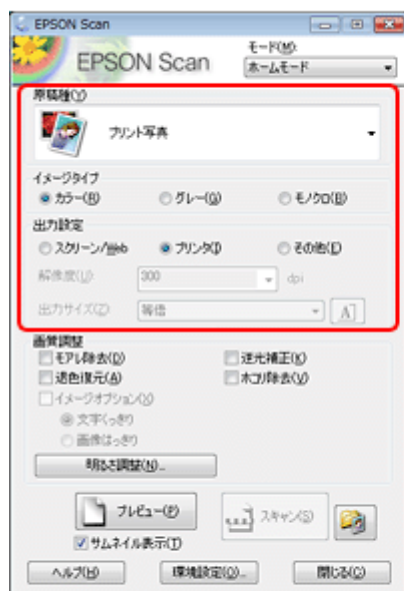 EPSON Scan
EPSON Scan
モード(M):
ホームモード
原稿種(Y)
プリント写真
イメージタイプ
カラー(R) グレー(G) モノクロ(B)
出力設定
スクリーン/Web プリンタ(I) その他(E)
解像度(U): 300 dpi
出力サイズ(Z): 等倍
画質調整
モアレ除去(D) 逆光補正(K)
退色復元(A) ホコリ除去(V)
イメージオプション(X)
文字くっきり
画像はっきり
明るさ調整(N)...
プレビュー(P) スキャン(S)
サムネイル表示(T)
ヘルプ(H) 環境設定(O)... 閉じる(C)